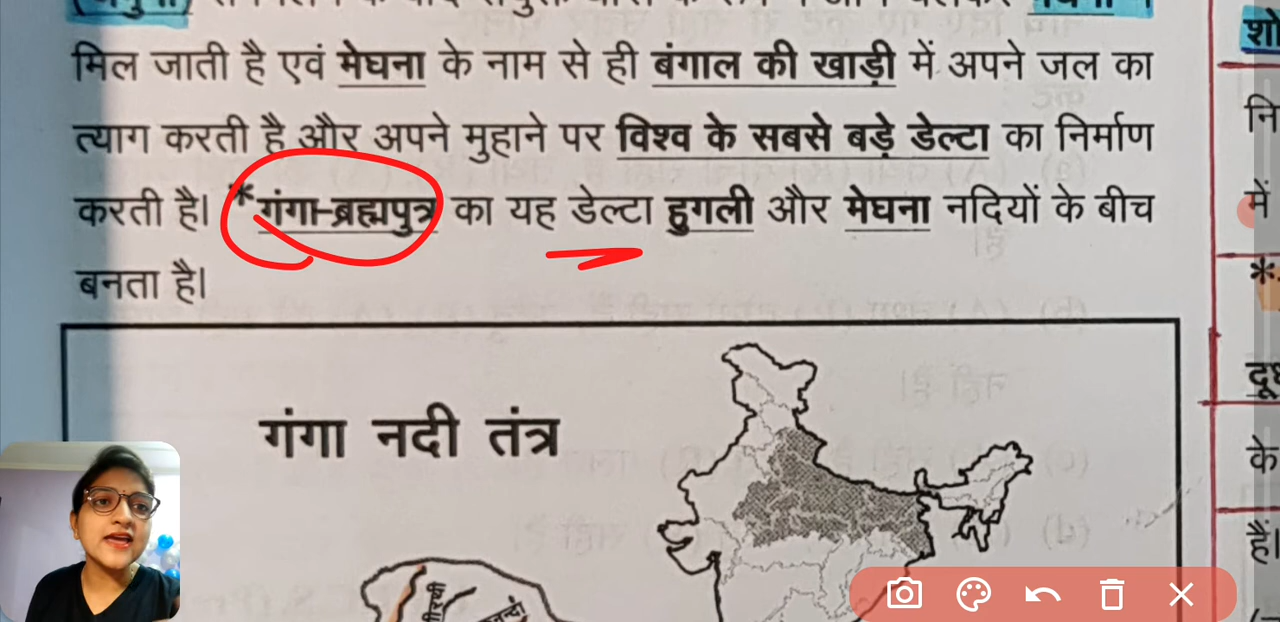 मिल जाती है एवं मेघना के नाम से ही बंगाल की खाड़ी में अपने जल का
त्याग करती है और अपने मुहाने पर विश्व के सबसे बड़े डेल्टा का निर्माण
करती है। *गंगा-ब्रह्मपुत्र का यह डेल्टा हुगली और मेघना नदियों के बीच
बनता है।
गंगा नदी तंत्र
शो
नि
में
*
के
हैं।